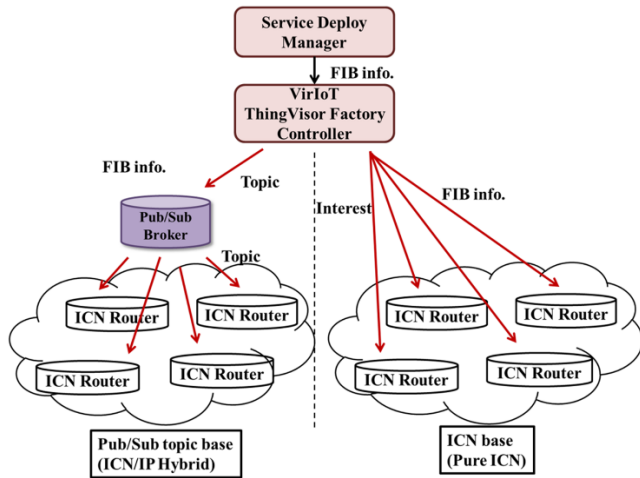 Service Deploy
Manager
FIB info.
VirIoT
ThingVisor Factory
Controller
FIB info.
Topic
Pub/Sub
Broker
Topic
ICN Router
ICN Router
ICN Router
ICN Router
Pub/Sub topic base
(ICN/IP Hybrid)
Interest
FIB info.
ICN Router
ICN Router
ICN Router
ICN Router
ICN base
(Pure ICN)